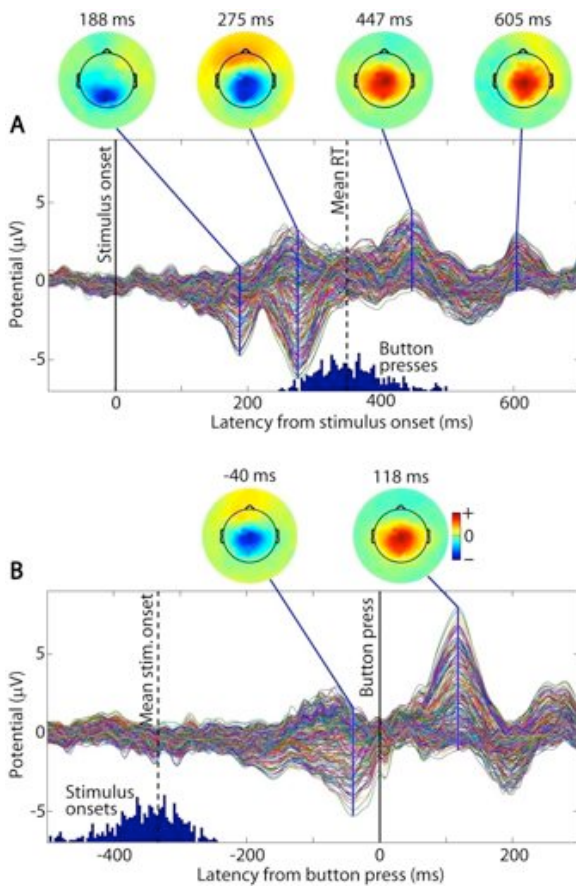 188 ms 275 ms 447 ms 605 ms
A
Stimulus onset
Mean RT
Potential (µV)
5
0
-5
Button
presses
0 200 400 600
Latency from stimulus onset (ms)
-40 ms 118 ms
+
0
−
B
Mean stim. onset
Button press
Potential (µV)
5
0
-5
Stimulus
onsets
-400 -200 0 200
Latency from button press (ms)